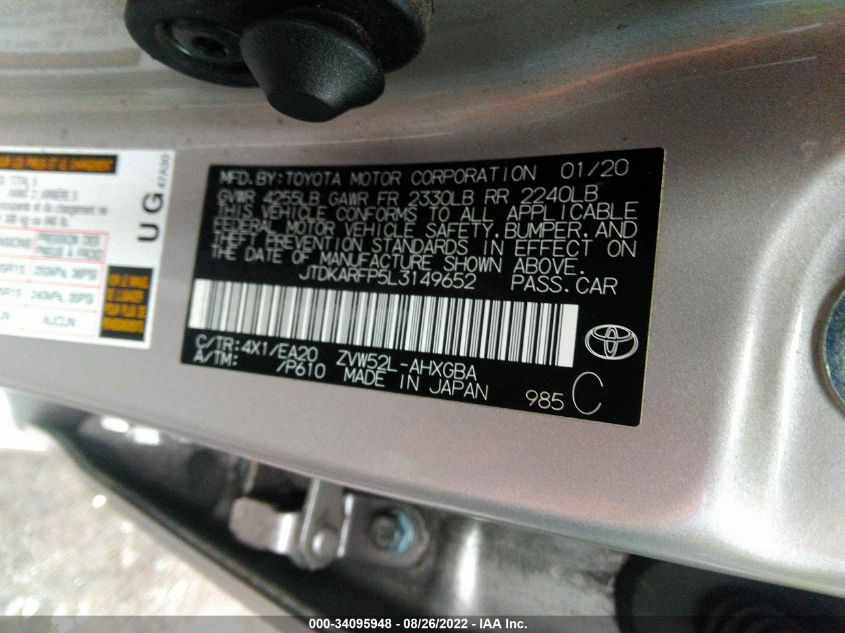 MFD.BY:TOYOTA MOTOR CORPORATION 01/20
GVWR 4255LB GAWR FR 2330LB RR 2240LB
THIS VEHICLE CONFORMS TO ALL APPLICABLE
FEDERAL MOTOR VEHICLE SAFETY,BUMPER,AND
THEFT PREVENTION STANDARDS IN EFFECT ON
THE DATE OF MANUFACTURE SHOWN ABOVE.
JTDKARFP5L3149652 PASS.CAR
C/TR:4X1/EA20 ZVW52L-AHXGBA
A/TM: /P610 MADE IN JAPAN 985 C
UG 47A90
AUCUN
000-34095948 - 08/26/2022 - IAA Inc.